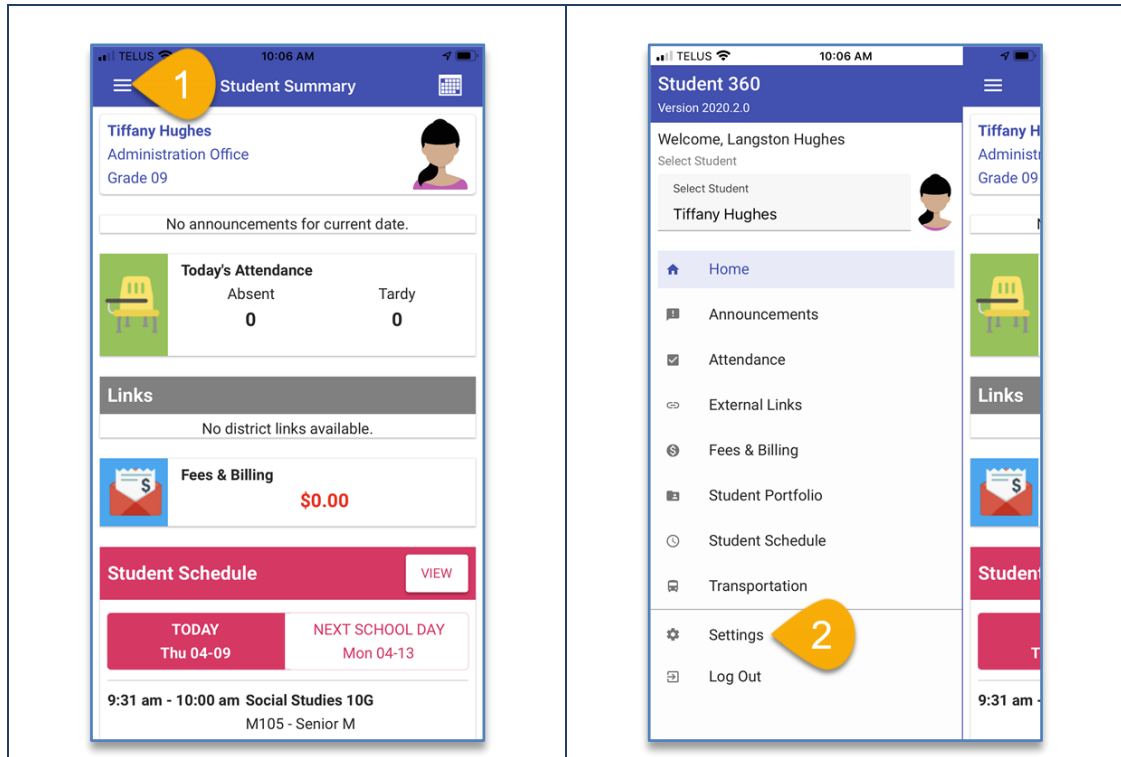 TELUS 10:06 AM
1
Student Summary
Tiffany Hughes
Administration Office
Grade 09
No announcements for current date.
Today's Attendance
Absent Tardy
0 0
Links
No district links available.
$
Fees & Billing
$0.00
Student Schedule VIEW
TODAY NEXT SCHOOL DAY
Thu 04-09 Mon 04-13
9:31 am - 10:00 am Social Studies 10G
M105 - Senior M
TELUS 10:06 AM
Student 360
Version 2020.2.0
Welcome, Langston Hughes
Select Student
Select Student
Tiffany Hughes
Home
Announcements
Attendance
External Links
Fees & Billing
Student Portfolio
Student Schedule
Transportation
Settings 2
Log Out
Tiffany H
Administ
Grade 09
Links
$
Student
T
9:31 am -